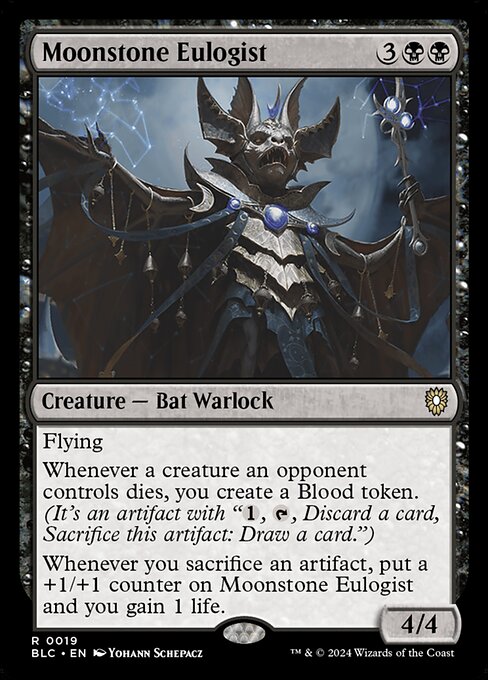 Moonstone Eulogist 3
Creature — Bat Warlock
Flying
Whenever a creature an opponent
controls dies, you create a Blood token.
(It's an artifact with “1, , Discard a card,
Sacrifice this artifact: Draw a card.”)
Whenever you sacrifice an artifact, put a
+1/+1 counter on Moonstone Eulogist
and you gain 1 life.
4/4
R 0019
BLC • EN Yohann Schepacz
™ & © 2024 Wizards of the Coast